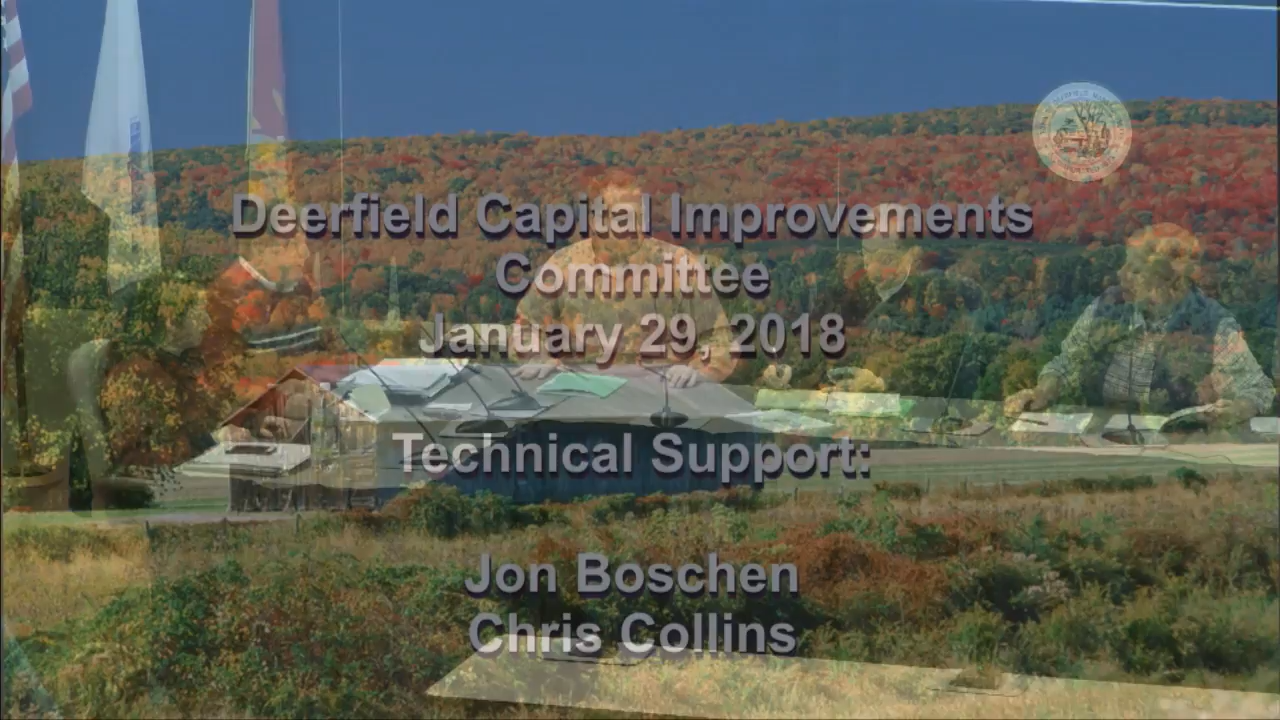 Deerfield Capital Improvements
Committee
January 29, 2018
Technical Support:
Jon Boschen
Chris Collins